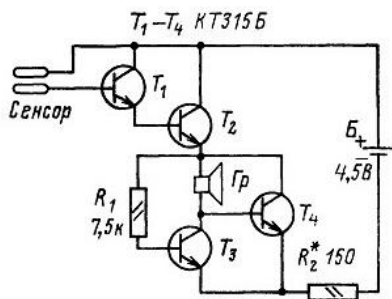 T₁–T₄ КТ315Б
Сенсор
T₁
T₂
Б
+
4,5В
R₁
7,5к
Гр
T₃
T₄
R₂* 150